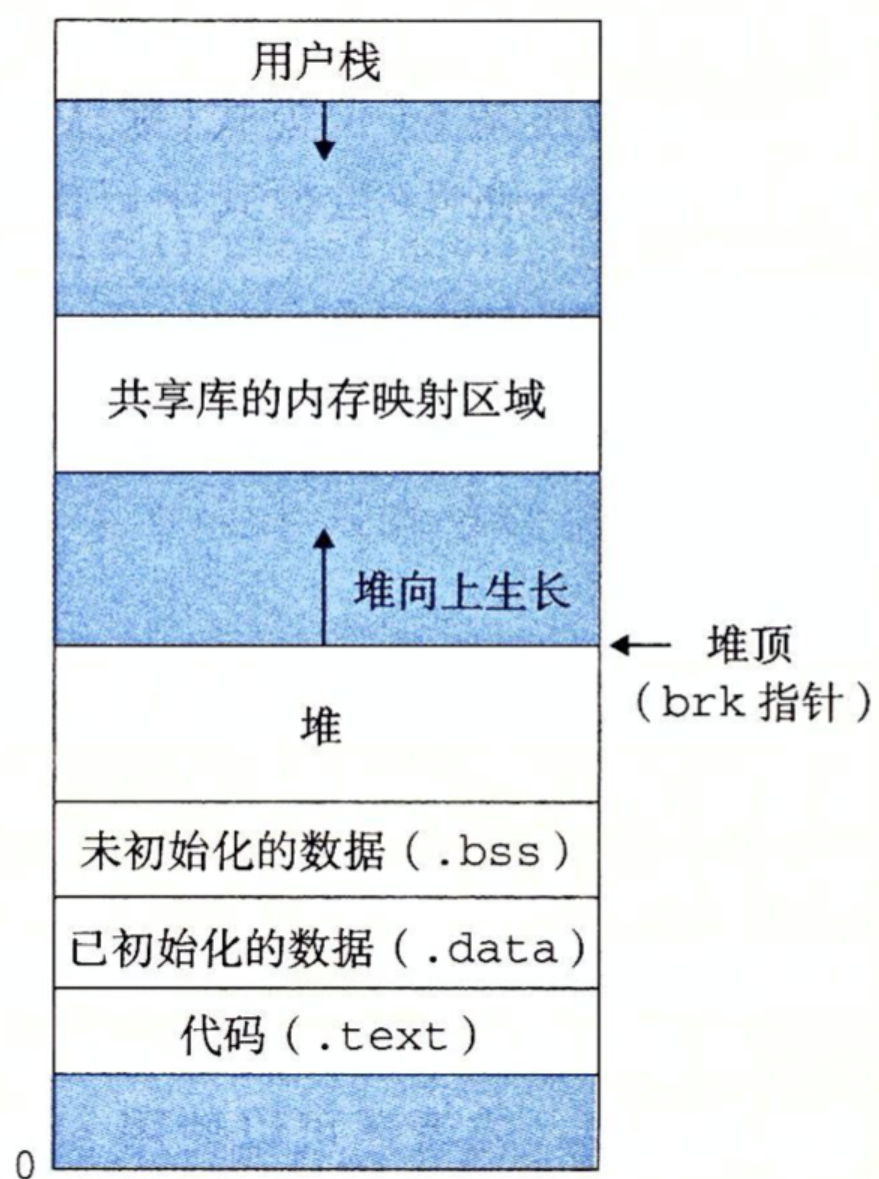 用户栈
共享库的内存映射区域
堆向上生长
堆顶
（brk 指针）
堆
未初始化的数据（.bss）
已初始化的数据（.data）
代码（.text）
0